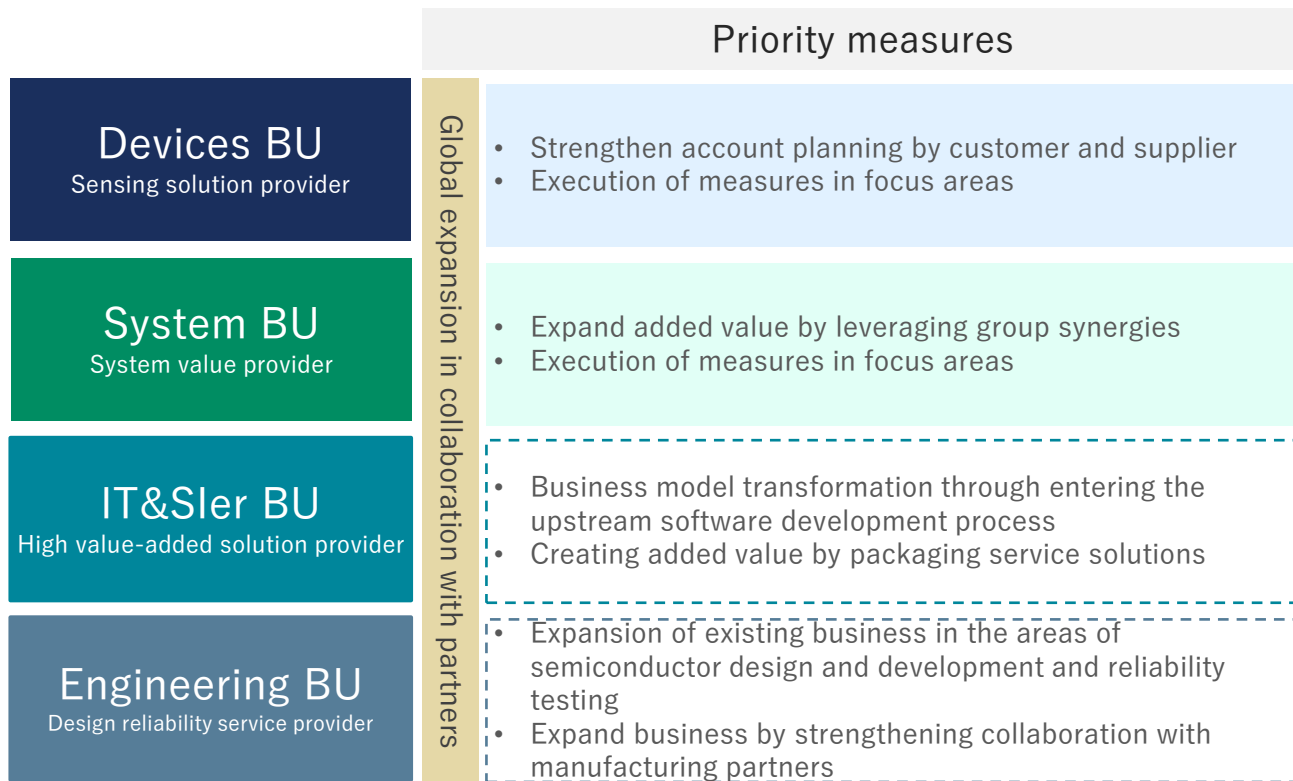 Priority measures
Devices BU
Sensing solution provider
Global expansion in collaboration with partners
• Strengthen account planning by customer and supplier
• Execution of measures in focus areas
System BU
System value provider
• Expand added value by leveraging group synergies
• Execution of measures in focus areas
IT&SIer BU
High value-added solution provider
• Business model transformation through entering the
upstream software development process
• Creating added value by packaging service solutions
Engineering BU
Design reliability service provider
• Expansion of existing business in the areas of
semiconductor design and development and reliability
testing
• Expand business by strengthening collaboration with
manufacturing partners